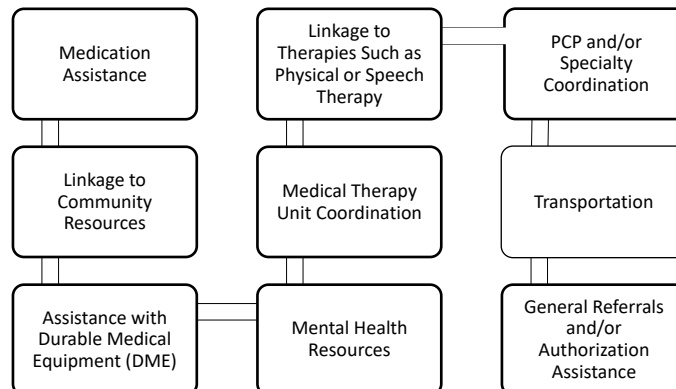 Medication
Assistance
Linkage to
Community
Resources
Assistance with
Durable Medical
Equipment (DME)
Mental Health
Resources
Medical Therapy
Unit Coordination
Linkage to
Therapies Such as
Physical or Speech
Therapy
PCP and/or
Specialty
Coordination
Transportation
General Referrals
and/or
Authorization
Assistance